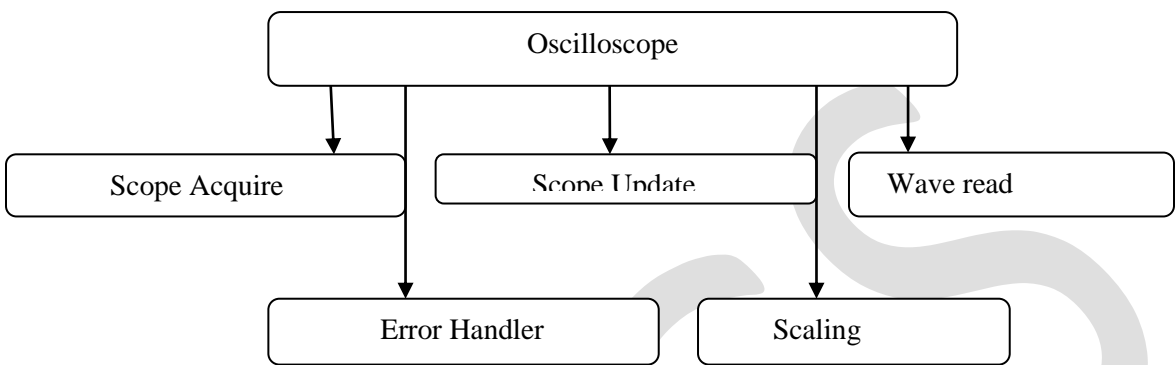 Oscilloscope
Scope Acquire
Scope Update
Wave read
Error Handler
Scaling